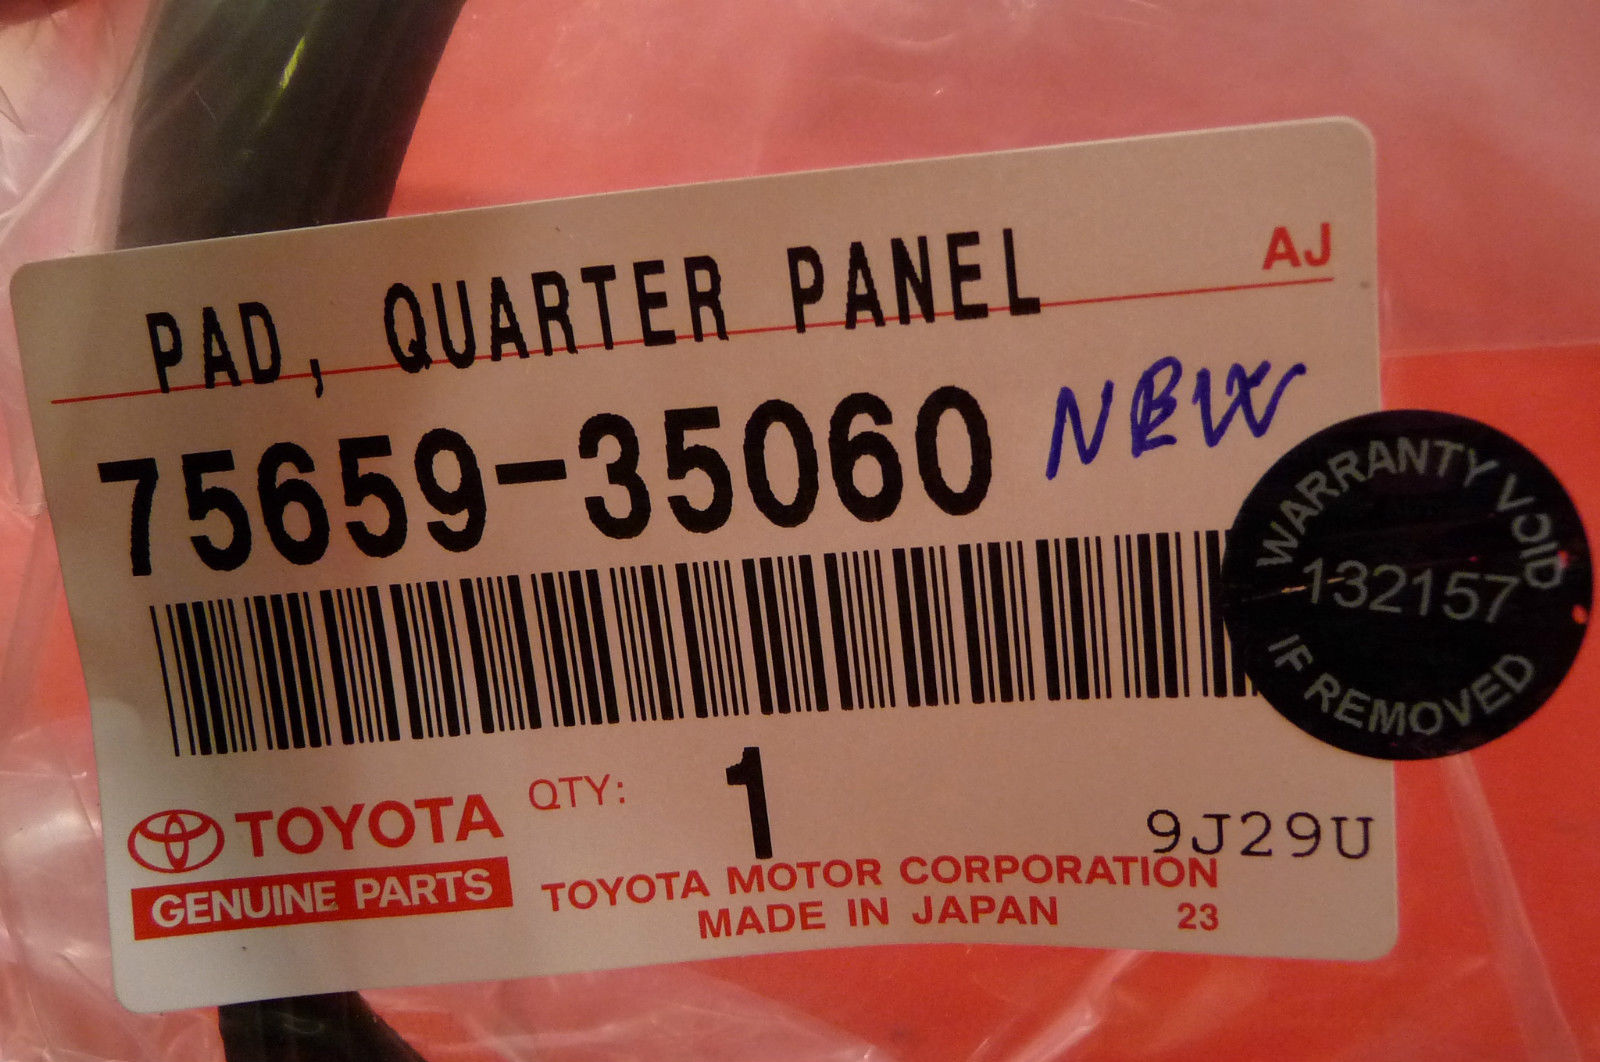 AJ
PAD, QUARTER PANEL
75659-35060 NEW
WARRANTY VOID
132157
IF REMOVED
QTY: 1
TOYOTA
GENUINE PARTS
9J29U
TOYOTA MOTOR CORPORATION
MADE IN JAPAN 23